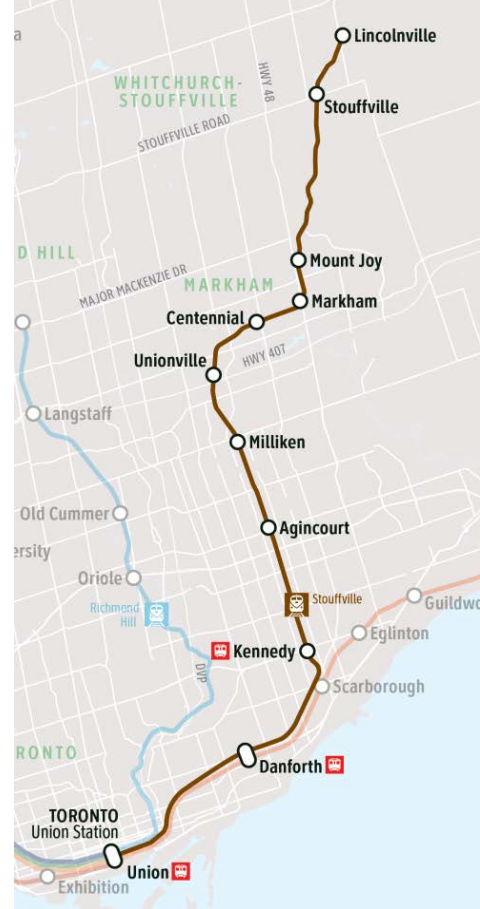 a
Lincolnville
HWY 48
WHITCHURCH-
STOUFFVILLE
Stouffville
STOUFFVILLE ROAD
D HILL
Mount Joy
MAJOR MACKENZIE DR
MARKHAM
Markham
Centennial
Unionville
HWY 407
Langstaff
Milliken
Old Cummer
Agincourt
ersity
Oriole
Richmond
Hill
Stouffville
Guildwo
Eglinton
Kennedy
DVP
Scarborough
RONTO
Danforth
TORONTO
Union Station
Union
Exhibition